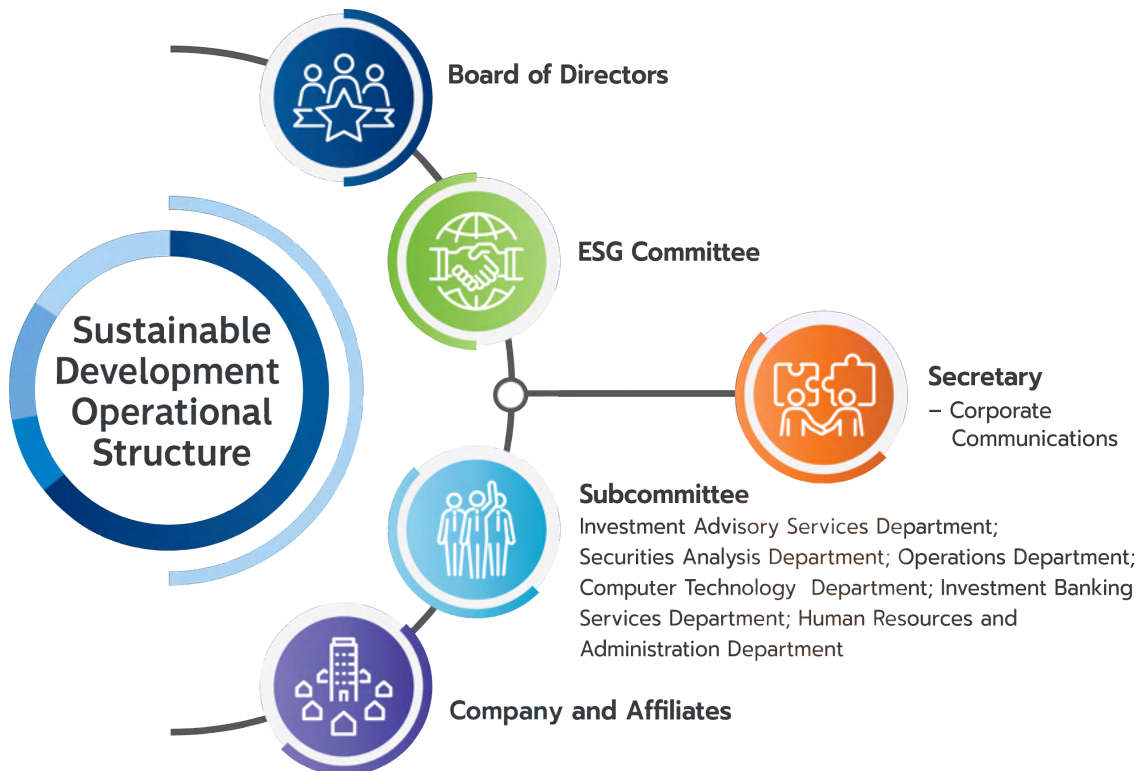 Board of Directors
ESG Committee
Sustainable
Development
Operational
Structure
Secretary
– Corporate
Communications
Subcommittee
Investment Advisory Services Department;
Securities Analysis Department; Operations Department;
Computer Technology Department; Investment Banking
Services Department; Human Resources and
Administration Department
Company and Affiliates